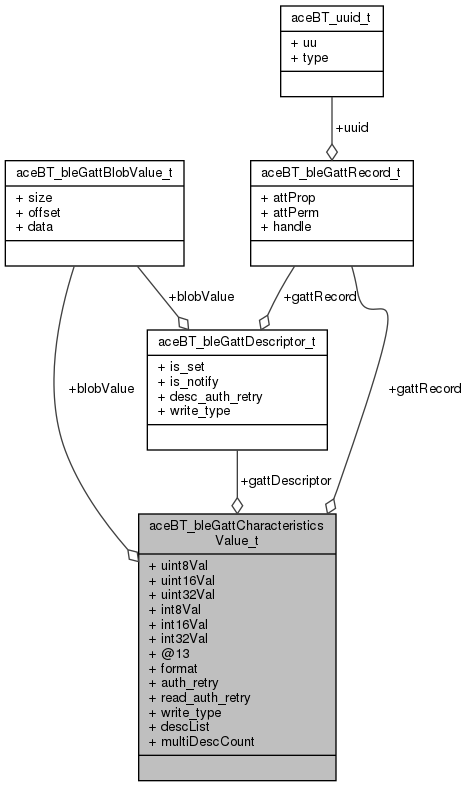 aceBT_uuid_t
+ uu
+ type
+uuid
aceBT_bleGattBlobValue_t
+ size
+ offset
+ data
aceBT_bleGattRecord_t
+ attProp
+ attPerm
+ handle
+blobValue
+gattRecord
aceBT_bleGattDescriptor_t
+ is_set
+ is_notify
+ desc_auth_retry
+ write_type
+blobValue
+gattRecord
+gattDescriptor
aceBT_bleGattCharacteristics
Value_t
+ uint8Val
+ uint16Val
+ uint32Val
+ int8Val
+ int16Val
+ int32Val
+ @13
+ format
+ auth_retry
+ read_auth_retry
+ write_type
+ descList
+ multiDescCount